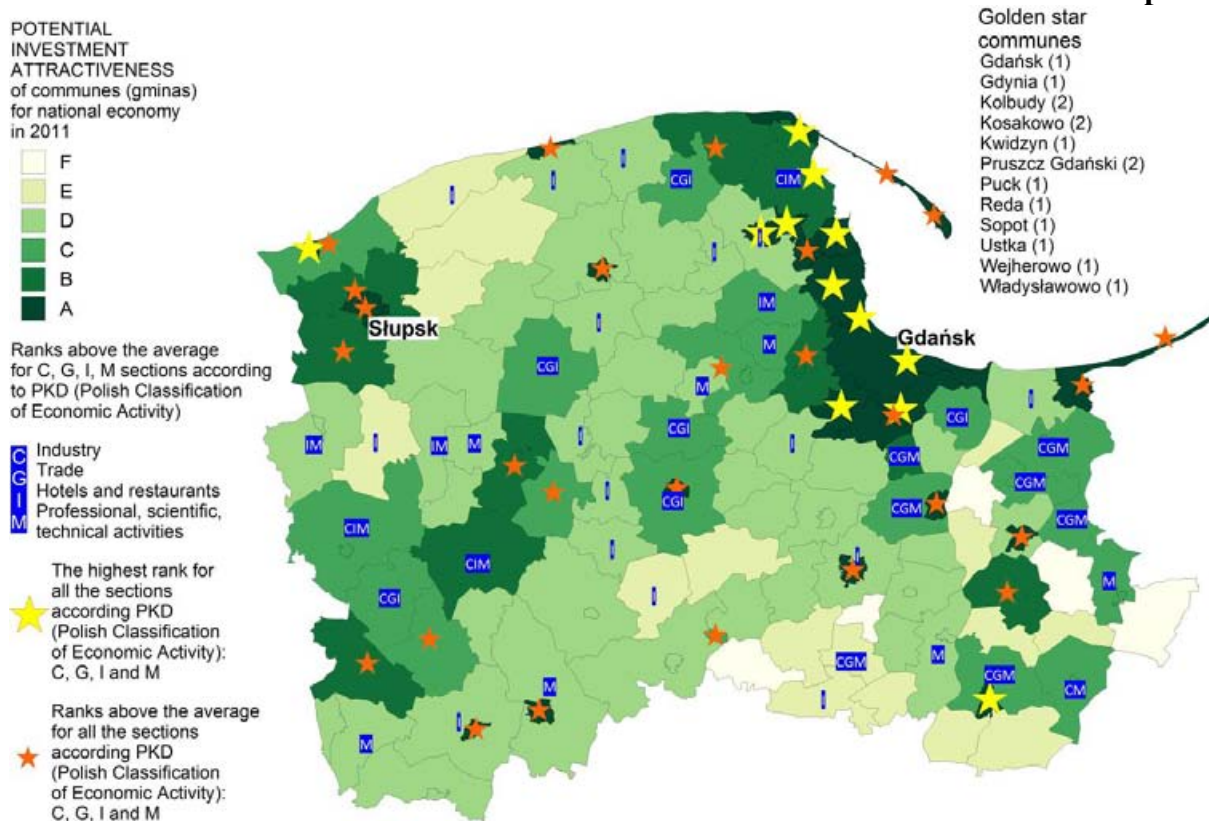 POTENTIAL
INVESTMENT
ATTRACTIVENESS
of communes (gminas)
for national economy
in 2011
F
E
D
C
B
A
Ranks above the average
for C, G, I, M sections according
to PKD (Polish Classification
of Economic Activity)
C Industry
G Trade
I Hotels and restaurants
M Professional, scientific,
technical activities
The highest rank for
all the sections
according PKD
(Polish Classification
of Economic Activity):
C, G, I and M
Ranks above the average
for all the sections
according PKD
(Polish Classification
of Economic Activity):
C, G, I and M
Golden star
communes
Gdańsk (1)
Gdynia (1)
Kolbudy (2)
Kosakowo (2)
Kwidzyn (1)
Pruszcz Gdański (2)
Puck (1)
Reda (1)
Sopot (1)
Ustka (1)
Wejherowo (1)
Władysławowo (1)
I
I
CGI
CIM
I
I
I
IM
I
Słupsk
Gdańsk
M
CGI
M
I
CGI
CGI
I
IM
I
IM
M
I
CGM
CGM
CGM
I
CGI
CGM
CGM
CIM
I
I
CIM
M
CGI
I
M
CGM
CGM
M
CM
I
I
M